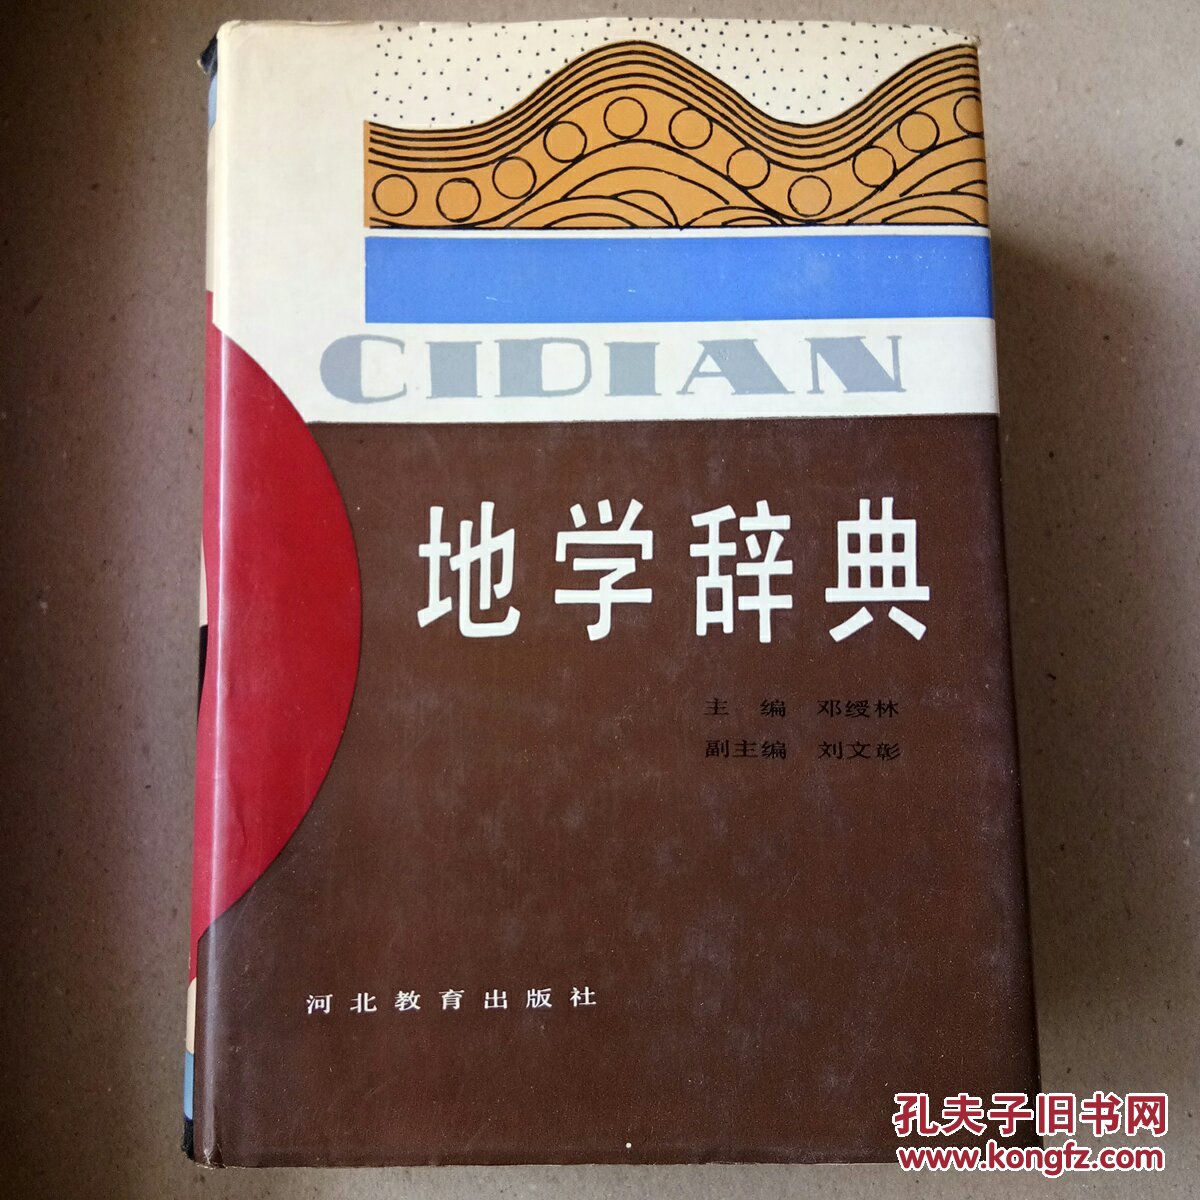 CIDIAN
地学辞典
主 编 邓绶林
副主编 刘文彰
河北教育出版社
孔夫子旧书网
www.kongfz.com